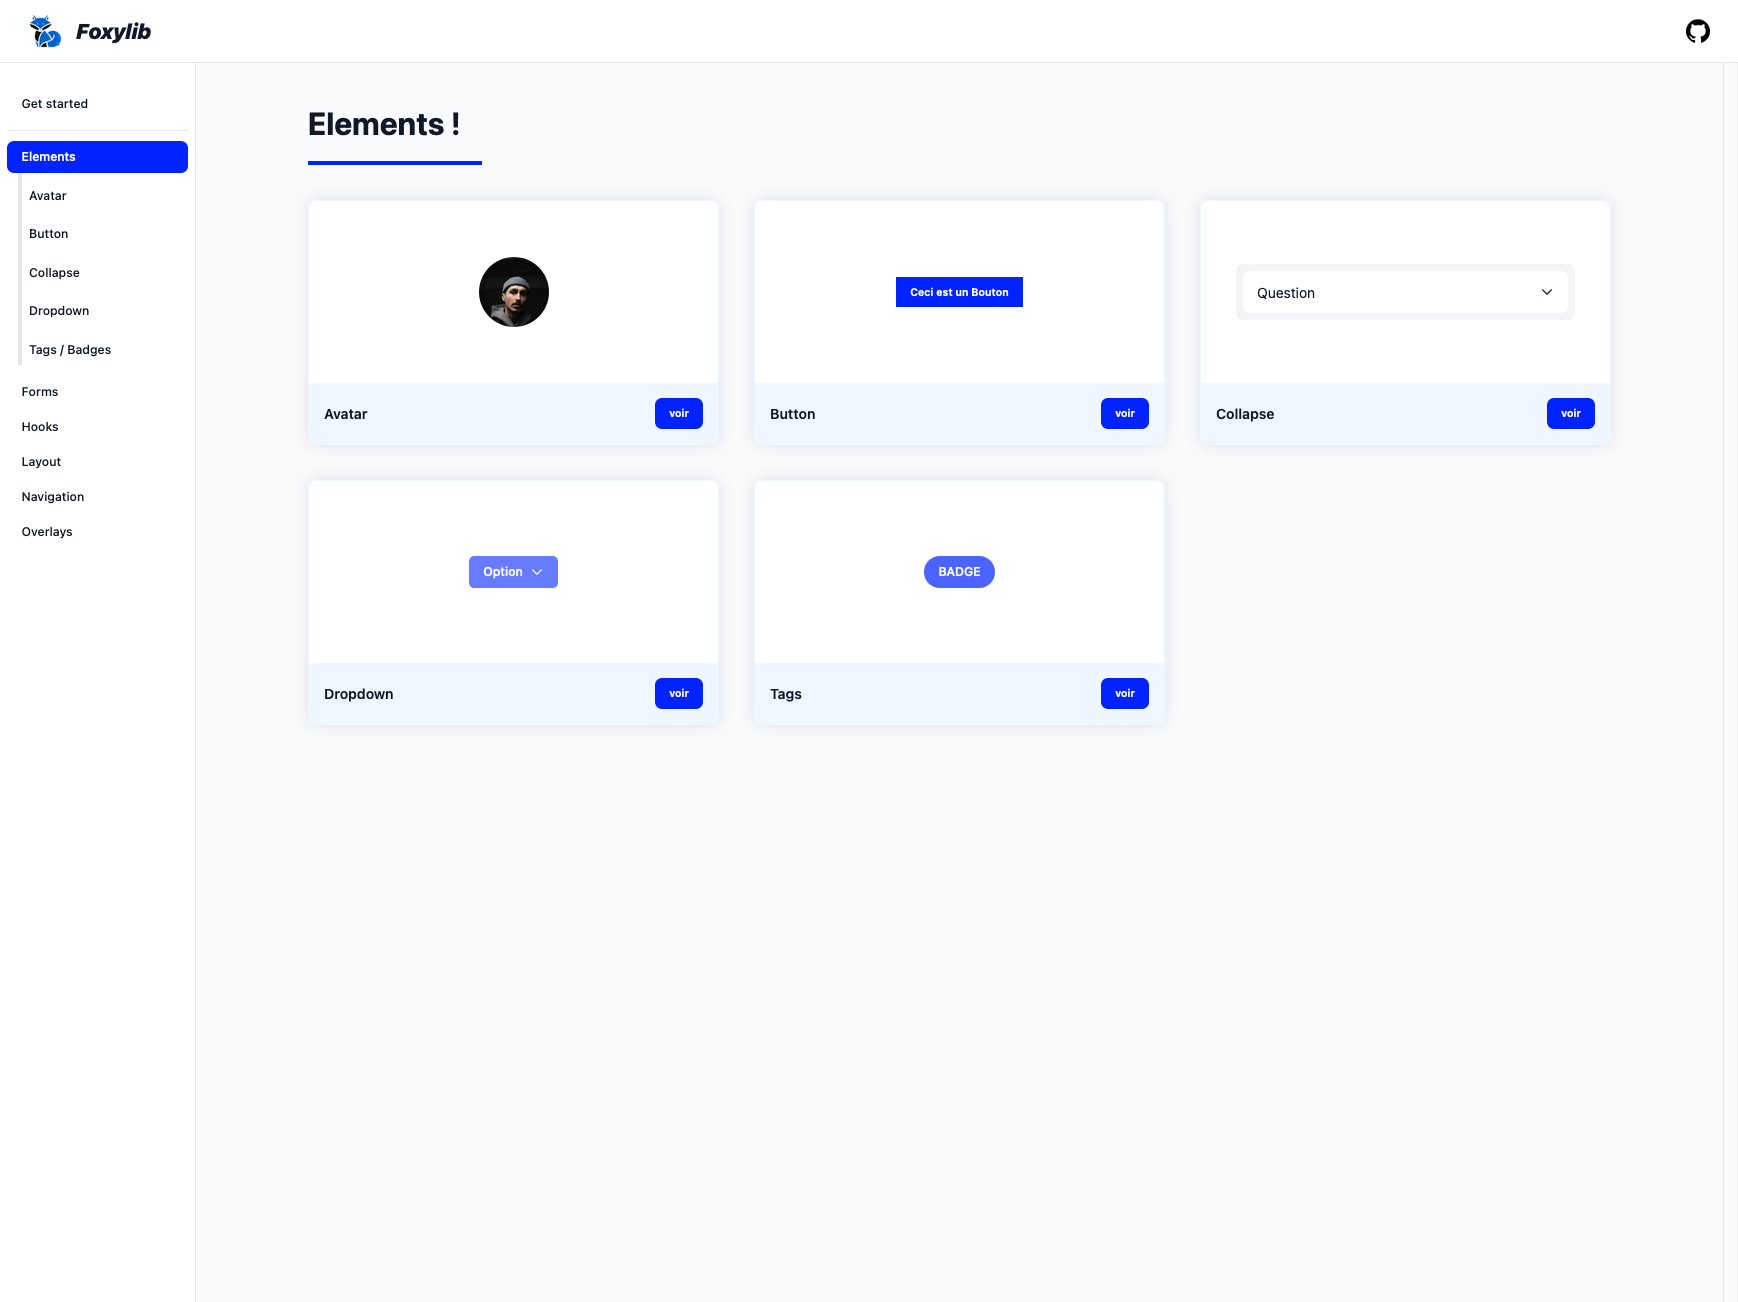 Foxylib
Get started
Elements
Avatar
Button
Collapse
Dropdown
Tags / Badges
Forms
Hooks
Layout
Navigation
Overlays
Elements !
Avatar
voir
Ceci est un Bouton
Button
voir
Question
Collapse
voir
Option
Dropdown
voir
BADGE
Tags
voir